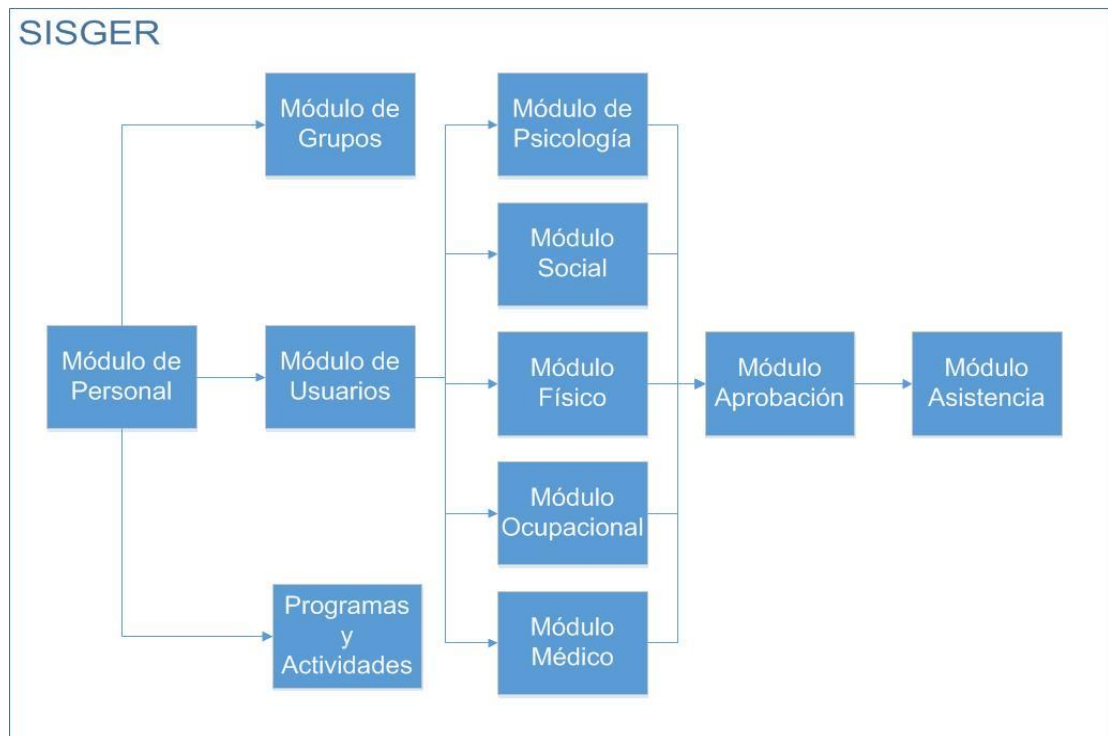 SISGER
Módulo de
Grupos
Módulo de
Psicología
Módulo
Social
Módulo de
Personal
Módulo de
Usuarios
Módulo
Físico
Módulo
Aprobación
Módulo
Asistencia
Módulo
Ocupacional
Programas
y
Actividades
Módulo
Médico